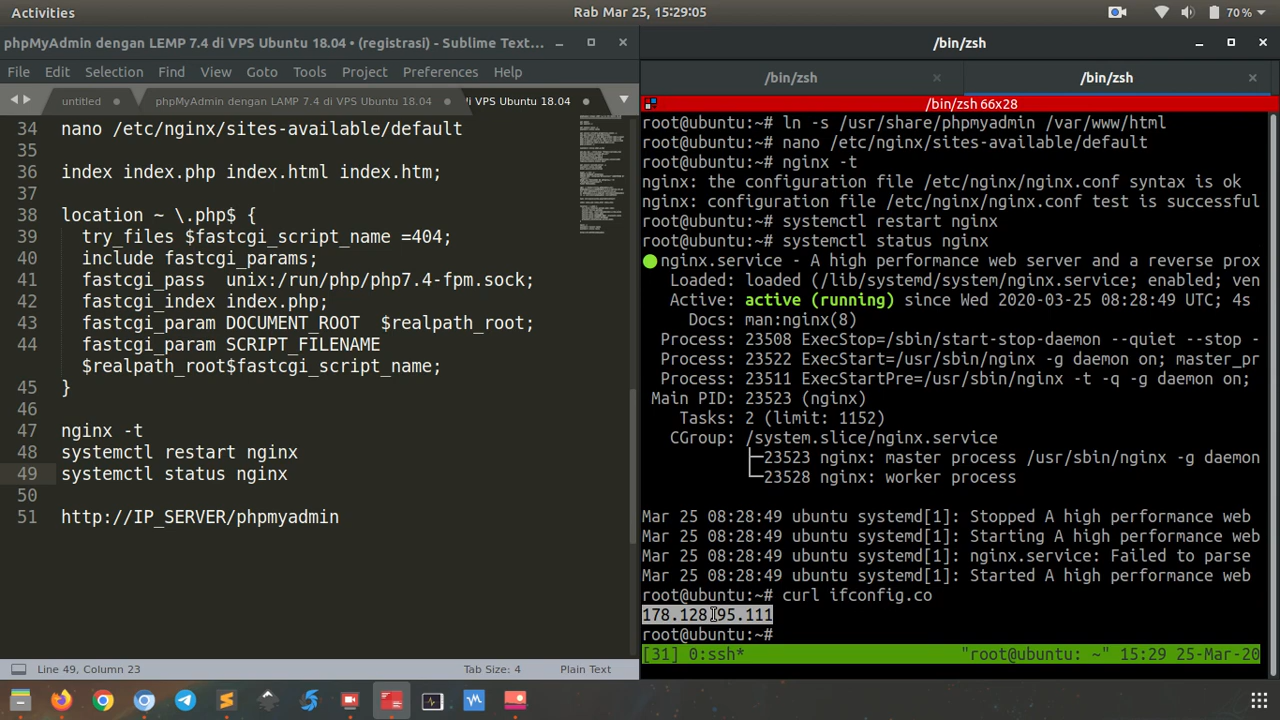 Activities
Rab Mar 25, 15:29:05
70 %
phpMyAdmin dengan LEMP 7.4 di VPS Ubuntu 18.04 • (registrasi) - Sublime Text...
File Edit Selection Find View Goto Tools Project Preferences Help
untitled
phpMyAdmin dengan LAMP 7.4 di VPS Ubuntu 18.04
di VPS Ubuntu 18.04
34 nano /etc/nginx/sites-available/default
35
36 index index.php index.html index.htm;
37
38 location ~ \.php$ {
39 try_files $fastcgi_script_name =404;
40 include fastcgi_params;
41 fastcgi_pass  unix:/run/php/php7.4-fpm.sock;
42 fastcgi_index index.php;
43 fastcgi_param DOCUMENT_ROOT  $realpath_root;
44 fastcgi_param SCRIPT_FILENAME
$realpath_root$fastcgi_script_name;
45 }
46
47 nginx -t
48 systemctl restart nginx
49 systemctl status nginx
50
51 http://IP_SERVER/phpmyadmin
Line 49, Column 23
Tab Size: 4
Plain Text
/bin/zsh
/bin/zsh
/bin/zsh
/bin/zsh 66x28
root@ubuntu:~# ln -s /usr/share/phpmyadmin /var/www/html
root@ubuntu:~# nano /etc/nginx/sites-available/default
root@ubuntu:~# nginx -t
nginx: the configuration file /etc/nginx/nginx.conf syntax is ok
nginx: configuration file /etc/nginx/nginx.conf test is successful
root@ubuntu:~# systemctl restart nginx
root@ubuntu:~# systemctl status nginx
nginx.service - A high performance web server and a reverse prox
Loaded: loaded (/lib/systemd/system/nginx.service; enabled; ven
Active: active (running) since Wed 2020-03-25 08:28:49 UTC; 4s
Docs: man:nginx(8)
Process: 23508 ExecStop=/sbin/start-stop-daemon --quiet --stop -
Process: 23522 ExecStart=/usr/sbin/nginx -g daemon on; master_pr
Process: 23511 ExecStartPre=/usr/sbin/nginx -t -q -g daemon on;
Main PID: 23523 (nginx)
Tasks: 2 (limit: 1152)
CGroup: /system.slice/nginx.service
├─23523 nginx: master process /usr/sbin/nginx -g daemon
└─23528 nginx: worker process
Mar 25 08:28:49 ubuntu systemd[1]: Stopped A high performance web
Mar 25 08:28:49 ubuntu systemd[1]: Starting A high performance web
Mar 25 08:28:49 ubuntu systemd[1]: nginx.service: Failed to parse
Mar 25 08:28:49 ubuntu systemd[1]: Started A high performance web
root@ubuntu:~# curl ifconfig.co
178.128.95.111
root@ubuntu:~#
[31] 0:ssh*
"root@ubuntu: ~" 15:29 25-Mar-20